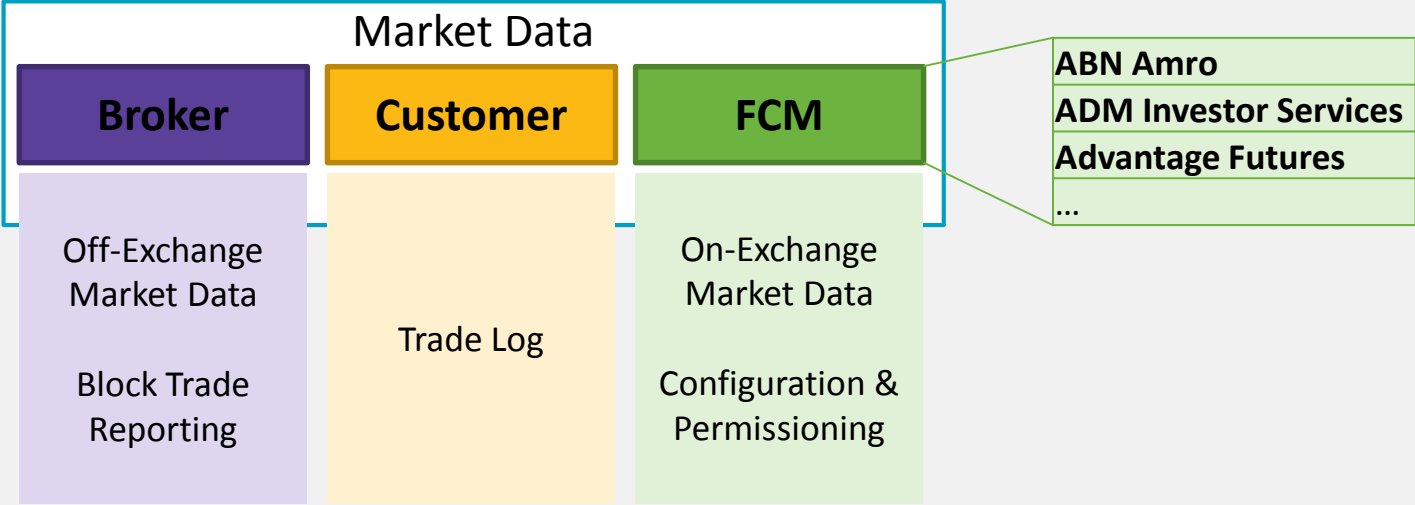 Market Data
Broker
Customer
FCM
Off-Exchange
Market Data
Block Trade
Reporting
Trade Log
On-Exchange
Market Data
Configuration &
Permissioning
ABN Amro
ADM Investor Services
Advantage Futures
...